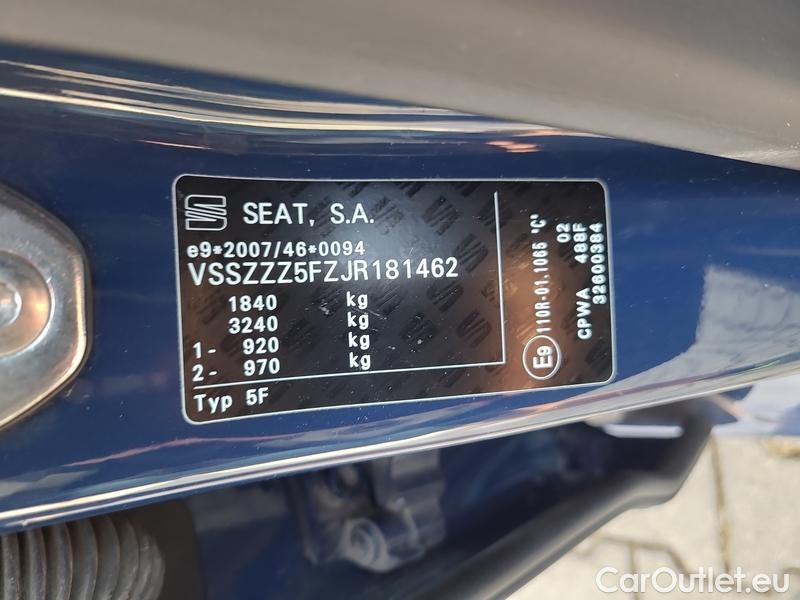 SEAT, S.A.
e9*2007/46*0094
VSSZZZ5FZJR181462
1840 kg
3240 kg
1- 920 kg
2- 970 kg
Typ 5F
E9
110R-01.1065 "C"
02
CPWA 488F
32600384
CarOutlet.eu